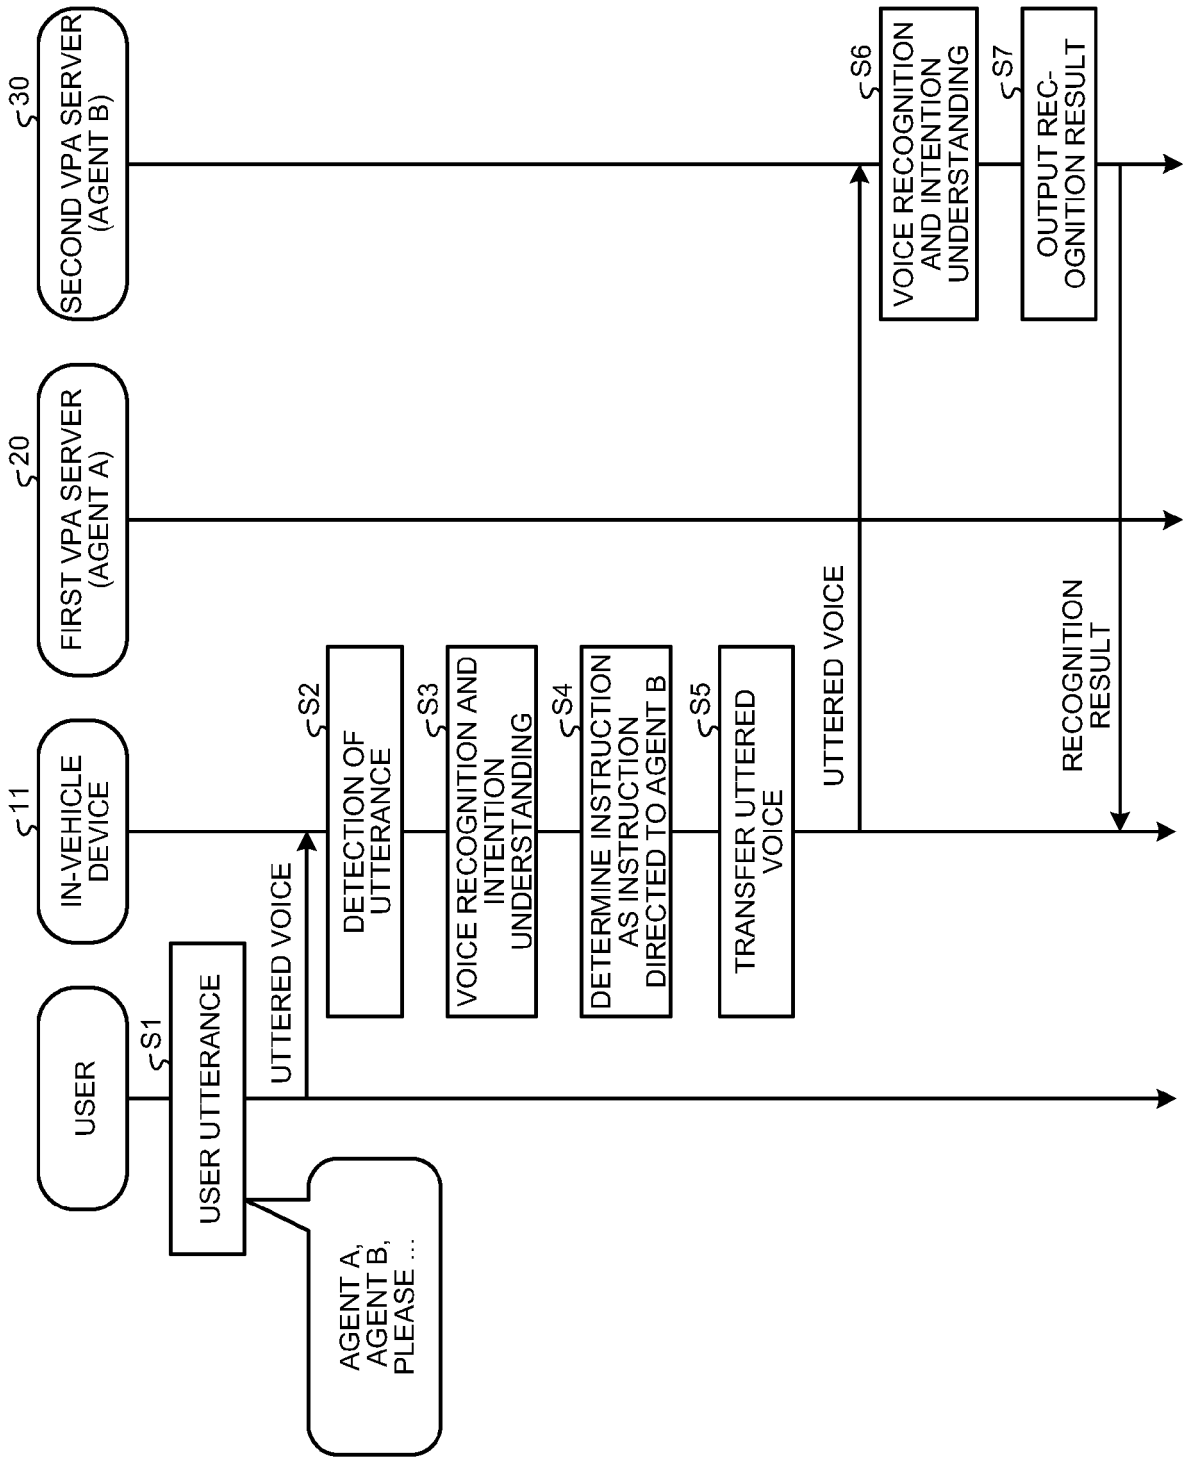 USER
IN-VEHICLE
DEVICE
11
FIRST VPA SERVER
(AGENT A)
20
SECOND VPA SERVER
(AGENT B)
30
S1
USER UTTERANCE
AGENT A,
AGENT B,
PLEASE ...
UTTERED VOICE
S2
DETECTION OF
UTTERANCE
S3
VOICE RECOGNITION AND
INTENTION
UNDERSTANDING
S4
DETERMINE INSTRUCTION
AS INSTRUCTION
DIRECTED TO AGENT B
S5
TRANSFER UTTERED
VOICE
UTTERED VOICE
S6
VOICE RECOGNITION
AND INTENTION
UNDERSTANDING
S7
OUTPUT REC-
OGNITION RESULT
RECOGNITION
RESULT